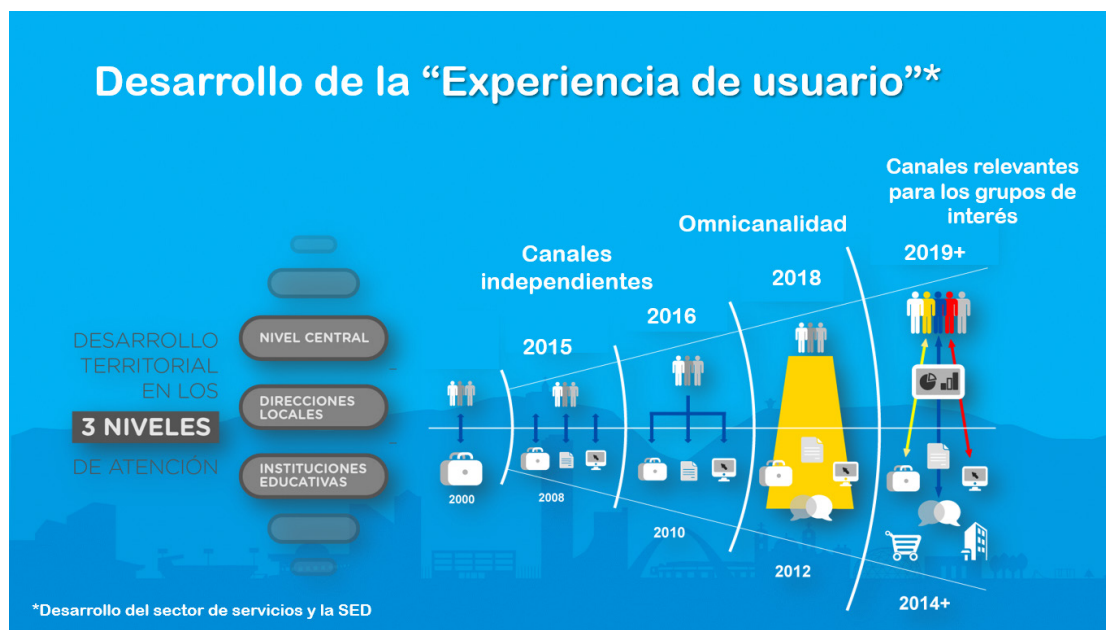 Desarrollo de la “Experiencia de usuario”*
DESARROLLO
TERRITORIAL
EN LOS
3 NIVELES
DE ATENCIÓN
NIVEL CENTRAL
DIRECCIONES
LOCALES
INSTITUCIONES
EDUCATIVAS
Canales
independientes
Omnicanalidad
Canales relevantes
para los grupos de
interés
2015
2016
2018
2019+
2000
2008
2010
2012
2014+
*Desarrollo del sector de servicios y la SED